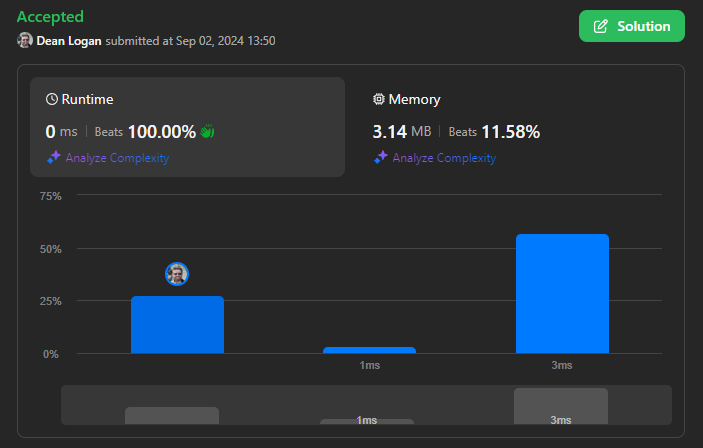 Accepted
Dean Logan submitted at Sep 02, 2024 13:50
Solution
Runtime
0 ms Beats 100.00%
Analyze Complexity
Memory
3.14 MB Beats 11.58%
Analyze Complexity
75%
50%
25%
0%
1ms 3ms
1ms 3ms